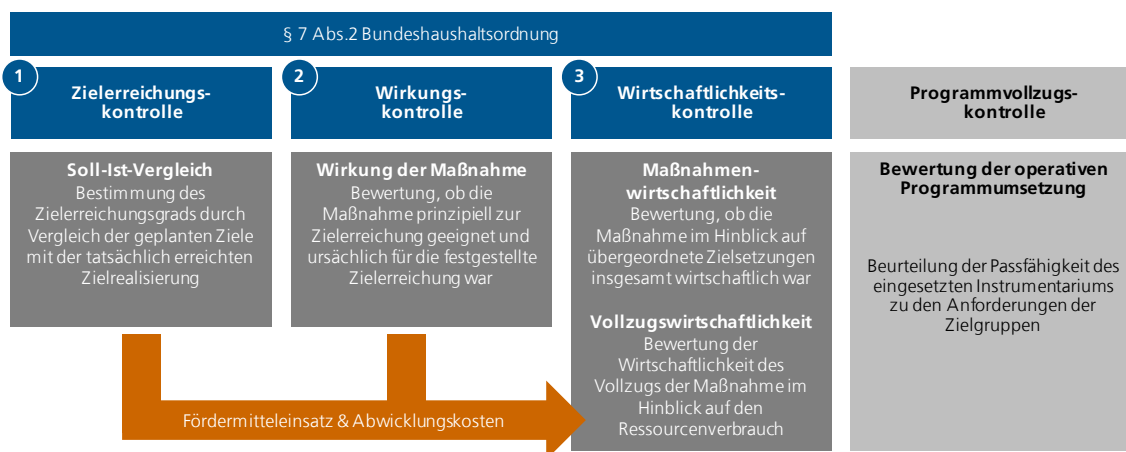 § 7 Abs.2 Bundeshaushaltsordnung
1
Zielerreichungs-
kontrolle
2
Wirkungs-
kontrolle
3
Wirtschaftlichkeits-
kontrolle
Programmvollzugs-
kontrolle
Soll-Ist-Vergleich
Bestimmung des
Zielerreichungsgrads durch
Vergleich der geplanten Ziele
mit der tatsächlich erreichten
Zielrealisierung
Wirkung der Maßnahme
Bewertung, ob die
Maßnahme prinzipiell zur
Zielerreichung geeignet und
ursächlich für die festgestellte
Zielerreichung war
Maßnahmen-
wirtschaftlichkeit
Bewertung, ob die
Maßnahme im Hinblick auf
übergeordnete Zielsetzungen
insgesamt wirtschaftlich war
Vollzugswirtschaftlichkeit
Bewertung der
Wirtschaftlichkeit des
Vollzugs der Maßnahme im
Hinblick auf den
Ressourcenverbrauch
Bewertung der operativen
Programmumsetzung
Beurteilung der Passfähigkeit des
eingesetzten Instrumentariums
zu den Anforderungen der
Zielgruppen
Fördermitteleinsatz & Abwicklungskosten